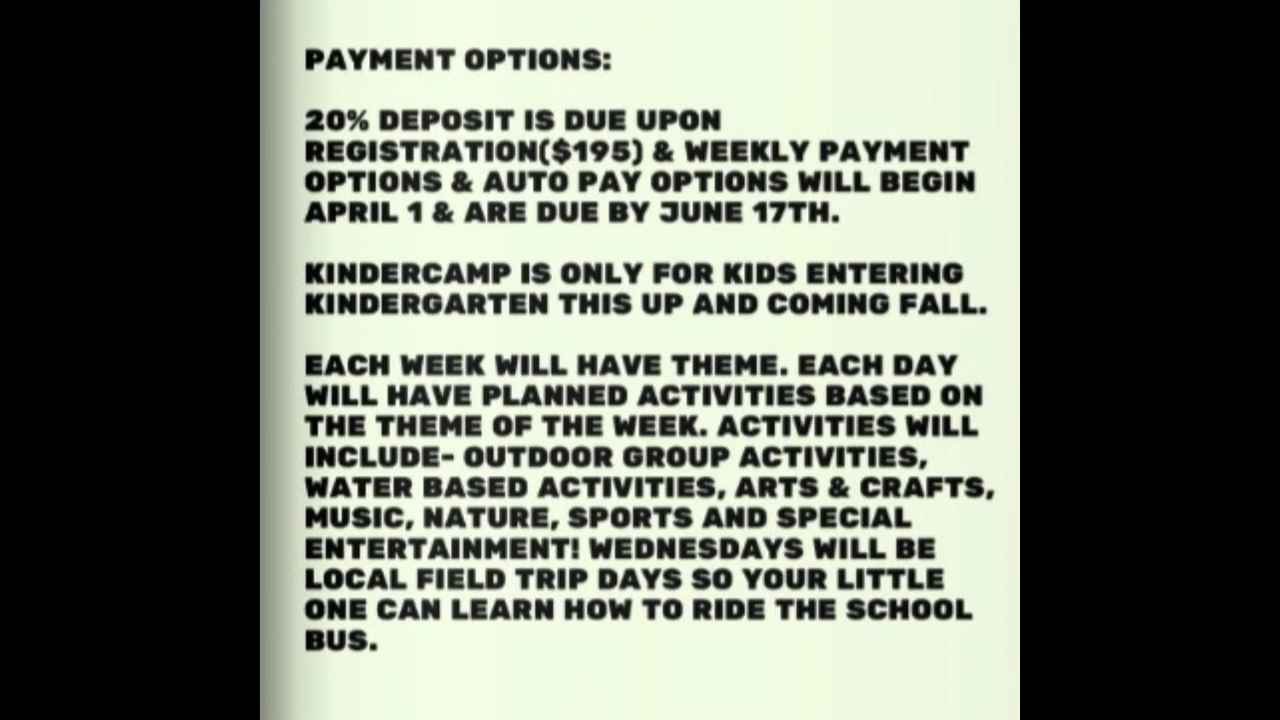 PAYMENT OPTIONS:
20% DEPOSIT IS DUE UPON
REGISTRATION($195) & WEEKLY PAYMENT
OPTIONS & AUTO PAY OPTIONS WILL BEGIN
APRIL 1 & ARE DUE BY JUNE 17TH.
KINDERCAMP IS ONLY FOR KIDS ENTERING
KINDERGARTEN THIS UP AND COMING FALL.
EACH WEEK WILL HAVE THEME. EACH DAY
WILL HAVE PLANNED ACTIVITIES BASED ON
THE THEME OF THE WEEK. ACTIVITIES WILL
INCLUDE- OUTDOOR GROUP ACTIVITIES,
WATER BASED ACTIVITIES, ARTS & CRAFTS,
MUSIC, NATURE, SPORTS AND SPECIAL
ENTERTAINMENT! WEDNESDAYS WILL BE
LOCAL FIELD TRIP DAYS SO YOUR LITTLE
ONE CAN LEARN HOW TO RIDE THE SCHOOL
BUS.